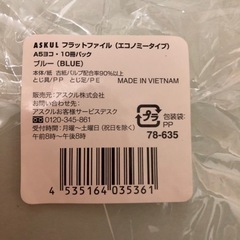 ASKUL フラットファイル（エコノミータイプ）
A5ヨコ・10冊パック
ブルー（BLUE）
本体/紙 古紙パルプ配合率90%以上
とじ具/PP とじ足/PE
MADE IN VIETNAM
販売元：アスクル株式会社
お問合わせ先
アスクルお客様サービスデスク
0120-345-861
受付時間：月曜～土曜日（祝日を除く）
午前8時～午後6時
プラ
包装袋:
PP
78-635
4 535164 035361